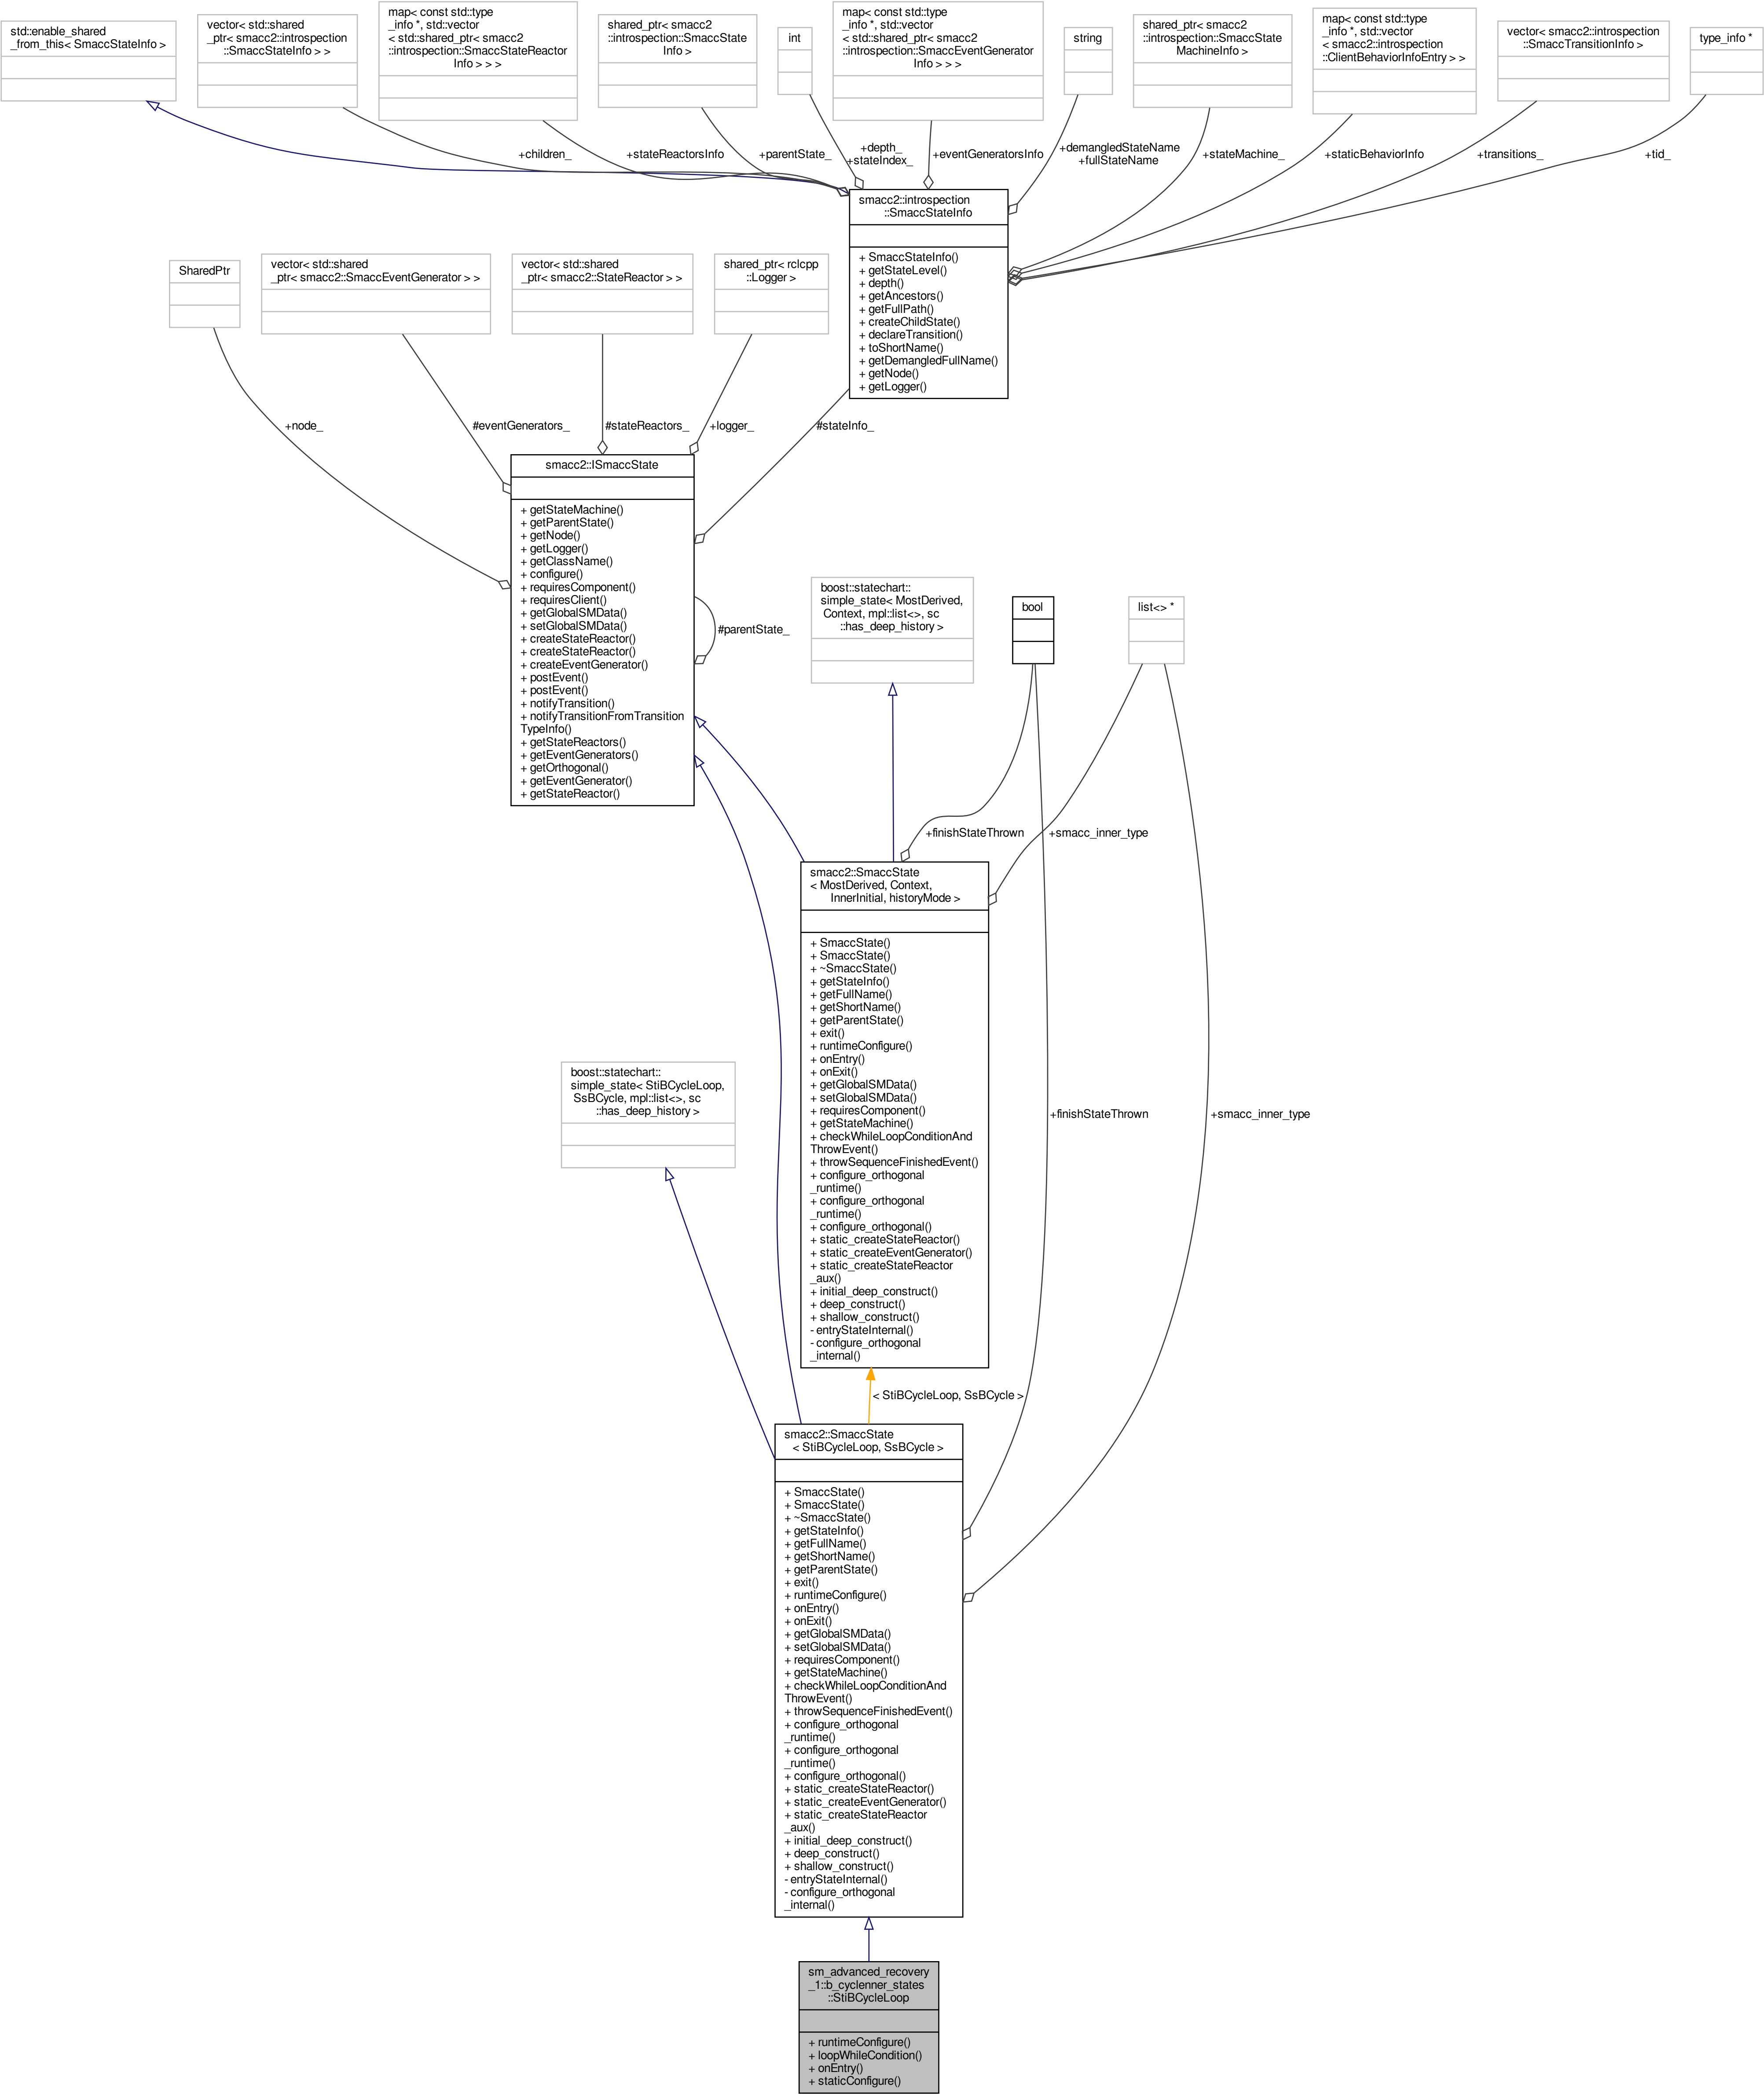 std::enable_shared
_from_this< SmaccStateInfo >
vector< std::shared
_ptr< smacc2::introspection
::SmaccStateInfo > >
map< const std::type
_info *, std::vector
< std::shared_ptr< smacc2
::introspection::SmaccStateReactor
Info > > >
shared_ptr< smacc2
::introspection::SmaccState
Info >
int
map< const std::type
_info *, std::vector
< std::shared_ptr< smacc2
::introspection::SmaccEventGenerator
Info > > >
string
shared_ptr< smacc2
::introspection::SmaccState
MachineInfo >
map< const std::type
_info *, std::vector
< smacc2::introspection
::ClientBehaviorInfoEntry > >
vector< smacc2::introspection
::SmaccTransitionInfo >
type_info *
+children_
+stateReactorsInfo
+parentState_
+depth_
+stateIndex_
+eventGeneratorsInfo
+demangledStateName
+fullStateName
+stateMachine_
+staticBehaviorInfo
+transitions_
+tid_
smacc2::introspection
::SmaccStateInfo
+ SmaccStateInfo()
+ getStateLevel()
+ depth()
+ getAncestors()
+ getFullPath()
+ createChildState()
+ declareTransition()
+ toShortName()
+ getDemangledFullName()
+ getNode()
+ getLogger()
SharedPtr
vector< std::shared
_ptr< smacc2::SmaccEventGenerator > >
vector< std::shared
_ptr< smacc2::StateReactor > >
shared_ptr< rclcpp
::Logger >
+node_
#eventGenerators_
#stateReactors_
+logger_
#stateInfo_
smacc2::ISmaccState
+ getStateMachine()
+ getParentState()
+ getNode()
+ getLogger()
+ getClassName()
+ configure()
+ requiresComponent()
+ requiresClient()
+ getGlobalSMData()
+ setGlobalSMData()
+ createStateReactor()
+ createStateReactor()
+ createEventGenerator()
+ postEvent()
+ postEvent()
+ notifyTransition()
+ notifyTransitionFromTransition
TypeInfo()
+ getStateReactors()
+ getEventGenerators()
+ getOrthogonal()
+ getEventGenerator()
+ getStateReactor()
#parentState_
boost::statechart::
simple_state< MostDerived,
Context, mpl::list<>, sc
::has_deep_history >
bool
list<> *
+finishStateThrown
+smacc_inner_type
smacc2::SmaccState
< MostDerived, Context,
InnerInitial, historyMode >
+ SmaccState()
+ SmaccState()
+ ~SmaccState()
+ getStateInfo()
+ getFullName()
+ getShortName()
+ getParentState()
+ exit()
+ runtimeConfigure()
+ onEntry()
+ onExit()
+ getGlobalSMData()
+ setGlobalSMData()
+ requiresComponent()
+ getStateMachine()
+ checkWhileLoopConditionAnd
ThrowEvent()
+ throwSequenceFinishedEvent()
+ configure_orthogonal
_runtime()
+ configure_orthogonal
_runtime()
+ configure_orthogonal()
+ static_createStateReactor()
+ static_createEventGenerator()
+ static_createStateReactor
_aux()
+ initial_deep_construct()
+ deep_construct()
+ shallow_construct()
- entryStateInternal()
- configure_orthogonal
_internal()
boost::statechart::
simple_state< StiBCycleLoop,
SsBCycle, mpl::list<>, sc
::has_deep_history >
+finishStateThrown
+smacc_inner_type
< StiBCycleLoop, SsBCycle >
smacc2::SmaccState
< StiBCycleLoop, SsBCycle >
+ SmaccState()
+ SmaccState()
+ ~SmaccState()
+ getStateInfo()
+ getFullName()
+ getShortName()
+ getParentState()
+ exit()
+ runtimeConfigure()
+ onEntry()
+ onExit()
+ getGlobalSMData()
+ setGlobalSMData()
+ requiresComponent()
+ getStateMachine()
+ checkWhileLoopConditionAnd
ThrowEvent()
+ throwSequenceFinishedEvent()
+ configure_orthogonal
_runtime()
+ configure_orthogonal
_runtime()
+ configure_orthogonal()
+ static_createStateReactor()
+ static_createEventGenerator()
+ static_createStateReactor
_aux()
+ initial_deep_construct()
+ deep_construct()
+ shallow_construct()
- entryStateInternal()
- configure_orthogonal
_internal()
sm_advanced_recovery
_1::b_cyclenner_states
::StiBCycleLoop
+ runtimeConfigure()
+ loopWhileCondition()
+ onEntry()
+ staticConfigure()